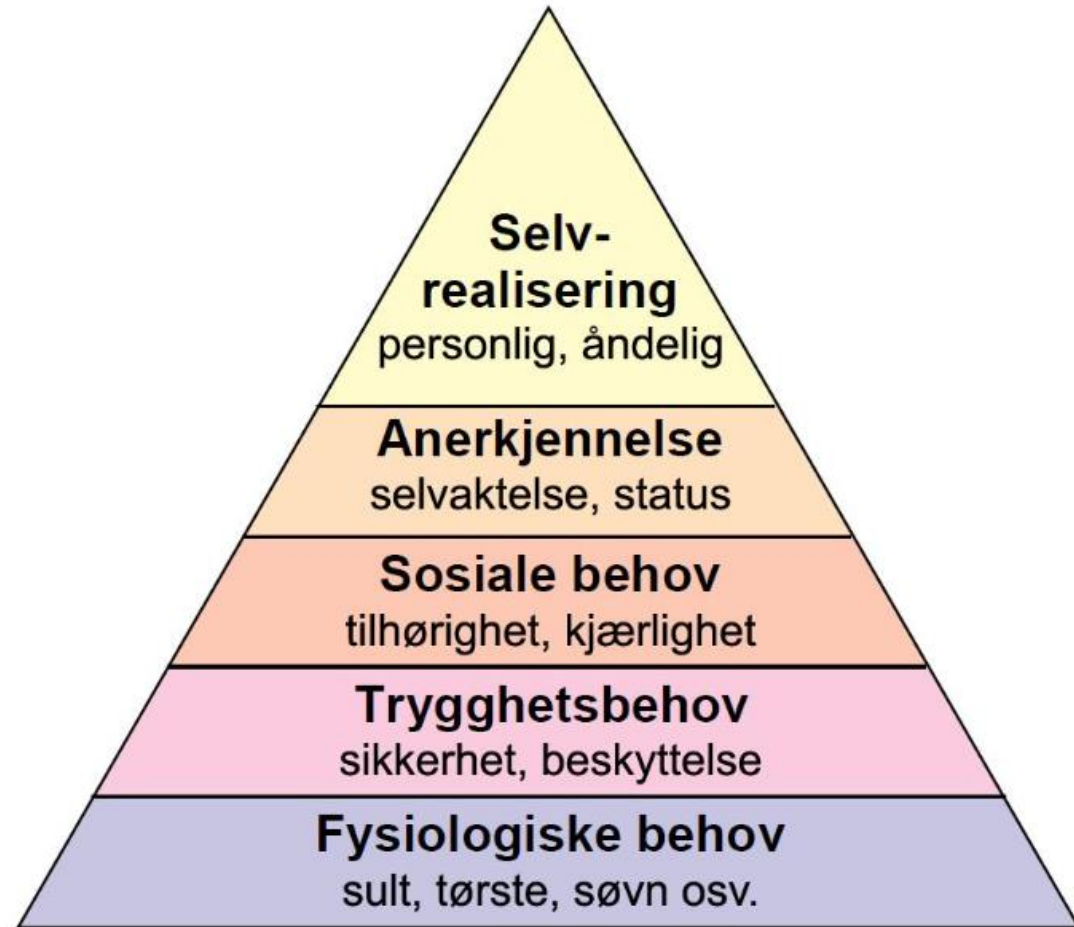 Selv-
realisering
personlig, åndelig
Anerkjennelse
selvaktelse, status
Sosiale behov
tilhørighet, kjærlighet
Trygghetsbehov
sikkerhet, beskyttelse
Fysiologiske behov
sult, tørste, søvn osv.